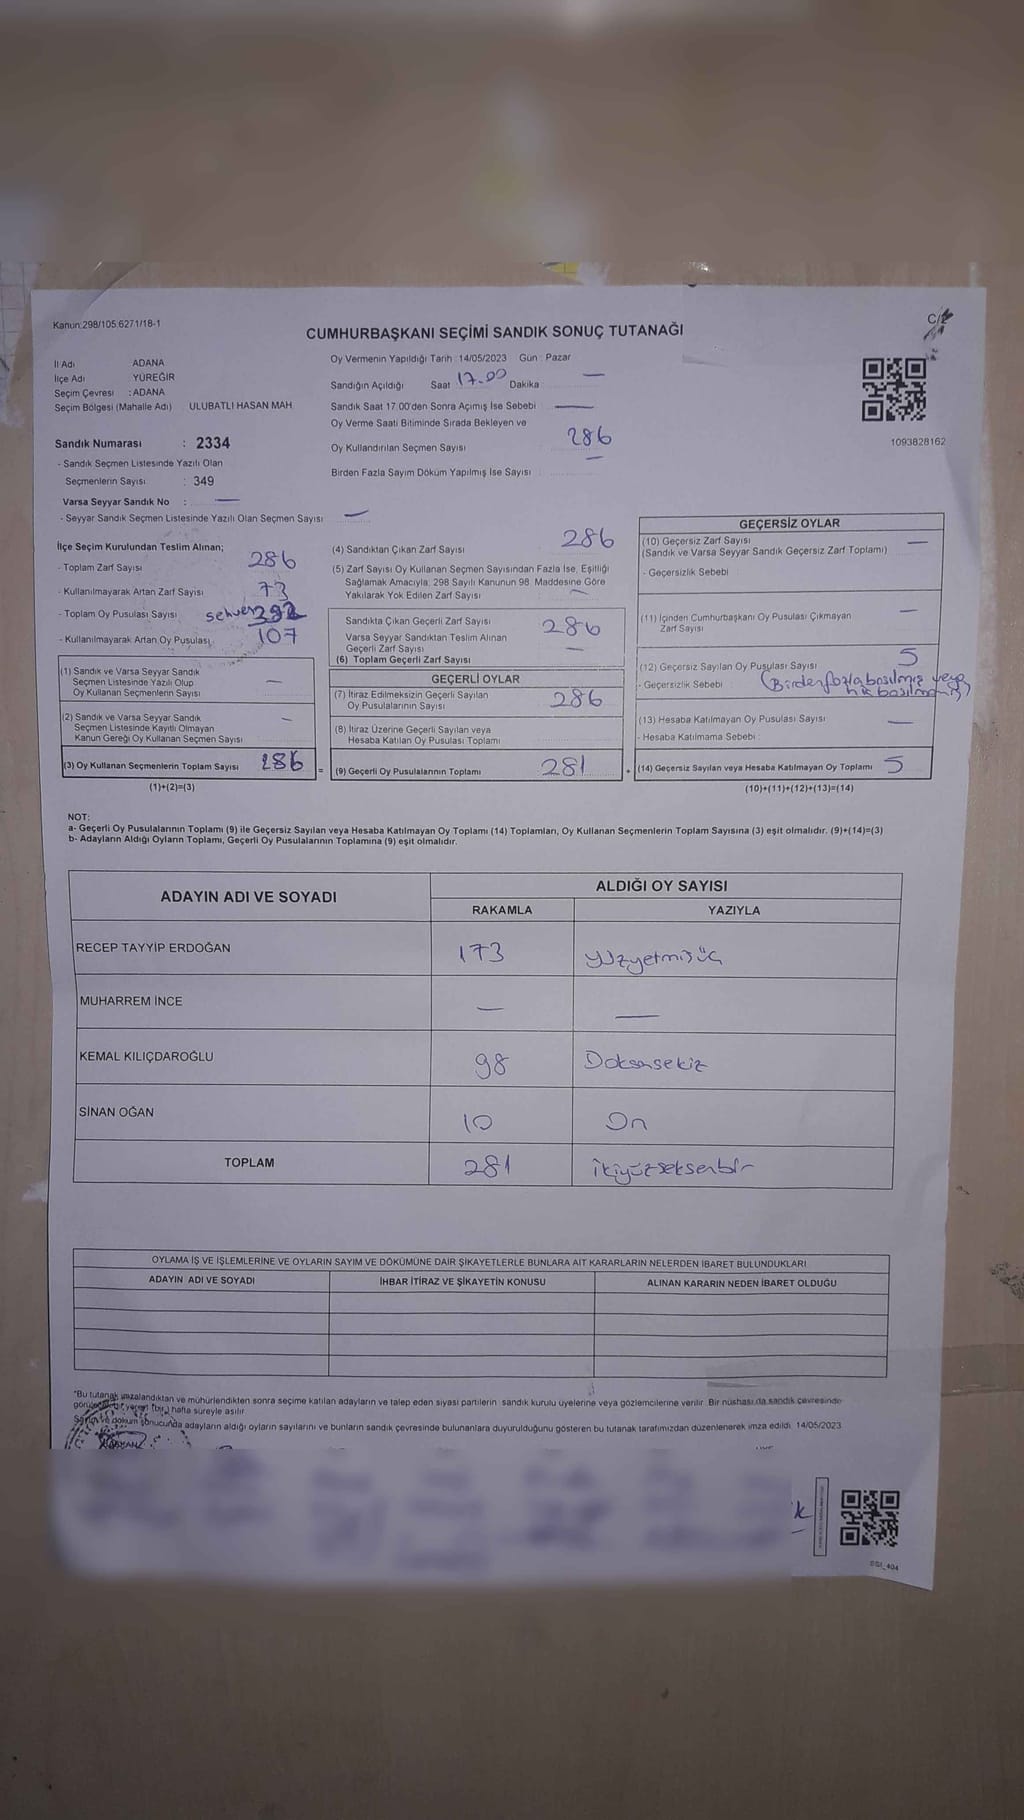 Kanun:298/105 6271/18-1
C/2
CUMHURBAŞKANI SEÇİMİ SANDIK SONUÇ TUTANAĞI
İl Adı ADANA
İlçe Adı YÜREĞİR
Seçim Çevresi : ADANA
Seçim Bölgesi (Mahalle Adı) : ULUBATLI HASAN MAH.
Sandık Numarası : 2334
- Sandık Seçmen Listesinde Yazılı Olan
Seçmenlerin Sayısı : 349
Varsa Seyyar Sandık No : —
- Seyyar Sandık Seçmen Listesinde Yazılı Olan Seçmen Sayısı —
Oy Vermenin Yapıldığı Tarih : 14/05/2023 Gün : Pazar
Sandığın Açıldığı Saat 17.00 Dakika : —
Sandık Saat 17.00'den Sonra Açımış İse Sebebi —
Oy Verme Saati Bitiminde Sırada Bekleyen ve
Oy Kullandırılan Seçmen Sayısı 286
Birden Fazla Sayım Döküm Yapılmış İse Sayısı —
1093828162
İlçe Seçim Kurulundan Teslim Alınan;
- Toplam Zarf Sayısı 286
- Kullanılmayarak Artan Zarf Sayısı 73
- Toplam Oy Pusulası Sayısı sehven 392
- Kullanılmayarak Artan Oy Pusulası 107
(1) Sandık ve Varsa Seyyar Sandık
Seçmen Listesinde Yazılı Olup
Oy Kullanan Seçmenlerin Sayısı —
(2) Sandık ve Varsa Seyyar Sandık
Seçmen Listesinde Kayıtlı Olmayan
Kanun Gereği Oy Kullanan Seçmen Sayısı —
(3) Oy Kullanan Seçmenlerin Toplam Sayısı 286 =
(1)+(2)=(3)
(4) Sandıktan Çıkan Zarf Sayısı 286
(5) Zarf Sayısı Oy Kullanan Seçmen Sayısından Fazla İse, Eşitliği
Sağlamak Amacıyla, 298 Sayılı Kanunun 98. Maddesine Göre
Yakılarak Yok Edilen Zarf Sayısı —
Sandıkta Çıkan Geçerli Zarf Sayısı 286
Varsa Seyyar Sandıktan Teslim Alınan
Geçerli Zarf Sayısı —
(6) Toplam Geçerli Zarf Sayısı
GEÇERLİ OYLAR
(7) İtiraz Edilmeksizin Geçerli Sayılan
Oy Pusulalarının Sayısı 286
(8) İtiraz Üzerine Geçerli Sayılan veya
Hesaba Katılan Oy Pusulası Toplamı
(9) Geçerli Oy Pusulalarının Toplamı 281 +
GEÇERSİZ OYLAR
(10) Geçersiz Zarf Sayısı —
(Sandık ve Varsa Seyyar Sandık Geçersiz Zarf Toplamı)
- Geçersizlik Sebebi :
(11) İçinden Cumhurbaşkanı Oy Pusulası Çıkmayan —
Zarf Sayısı
(12) Geçersiz Sayılan Oy Pusulası Sayısı 5
- Geçersizlik Sebebi : (Birden fazla basılmış veya
hiç basılmamış)
(13) Hesaba Katılmayan Oy Pusulası Sayısı —
- Hesaba Katılmama Sebebi :
(14) Geçersiz Sayılan veya Hesaba Katılmayan Oy Toplamı 5
(10)+(11)+(12)+(13)=(14)
NOT:
a- Geçerli Oy Pusulalarının Toplamı (9) ile Geçersiz Sayılan veya Hesaba Katılmayan Oy Toplamı (14) Toplamları, Oy Kullanan Seçmenlerin Toplam Sayısına (3) eşit olmalıdır. (9)+(14)=(3)
b- Adayların Aldığı Oyların Toplamı, Geçerli Oy Pusulalarının Toplamına (9) eşit olmalıdır.
ADAYIN ADI VE SOYADI ALDIĞI OY SAYISI
RAKAMLA YAZIYLA
RECEP TAYYİP ERDOĞAN 173 yüzyetmişüç
MUHARREM İNCE — —
KEMAL KILIÇDAROĞLU 98 Doksansekiz
SİNAN OĞAN 10 On
TOPLAM 281 ikiyüzseksenbir
OYLAMA İŞ VE İŞLEMLERİNE VE OYLARIN SAYIM VE DÖKÜMÜNE DAİR ŞİKAYETLERLE BUNLARA AİT KARARLARIN NELERDEN İBARET BULUNDUKLARI
ADAYIN ADI VE SOYADI İHBAR İTİRAZ VE ŞİKAYETİN KONUSU ALINAN KARARIN NEDEN İBARET OLDUĞU
*Bu tutanak imzalandıktan ve mühürlendikten sonra seçime katılan adayların ve talep eden siyasi partilerin sandık kurulu üyelerine veya gözlemcilerine verilir. Bir nüshası da sandık çevresinde
görülecek bir yere (bir) hafta süreyle asılır
Sayım ve döküm sonucunda adayların aldığı oyların sayılarını ve bunların sandık çevresinde bulunanlara duyurulduğunu gösteren bu tutanak tarafımızdan düzenlenerek imza edildi. 14/05/2023